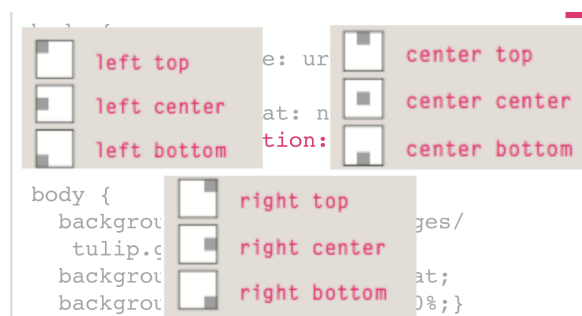 left top
left center
left bottom
center top
center center
center bottom
e: ur
at: n
tion:
body {
right top
right center
right bottom
backgrou ges/
tulip.g
backgrou at;
backgrou 0%;}